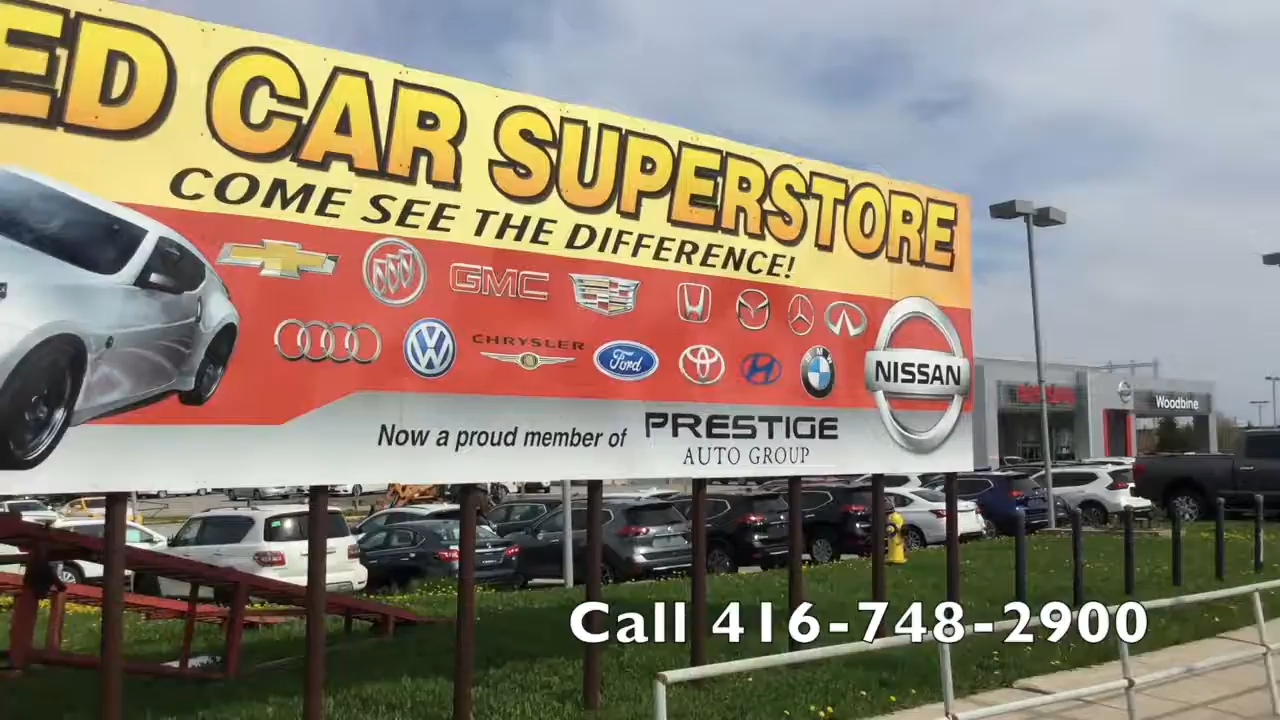 ED CAR SUPERSTORE
COME SEE THE DIFFERENCE!
GMC
CHRYSLER
Ford
NISSAN
Now a proud member of PRESTIGE
AUTO GROUP
Woodbine
Call 416-748-2900